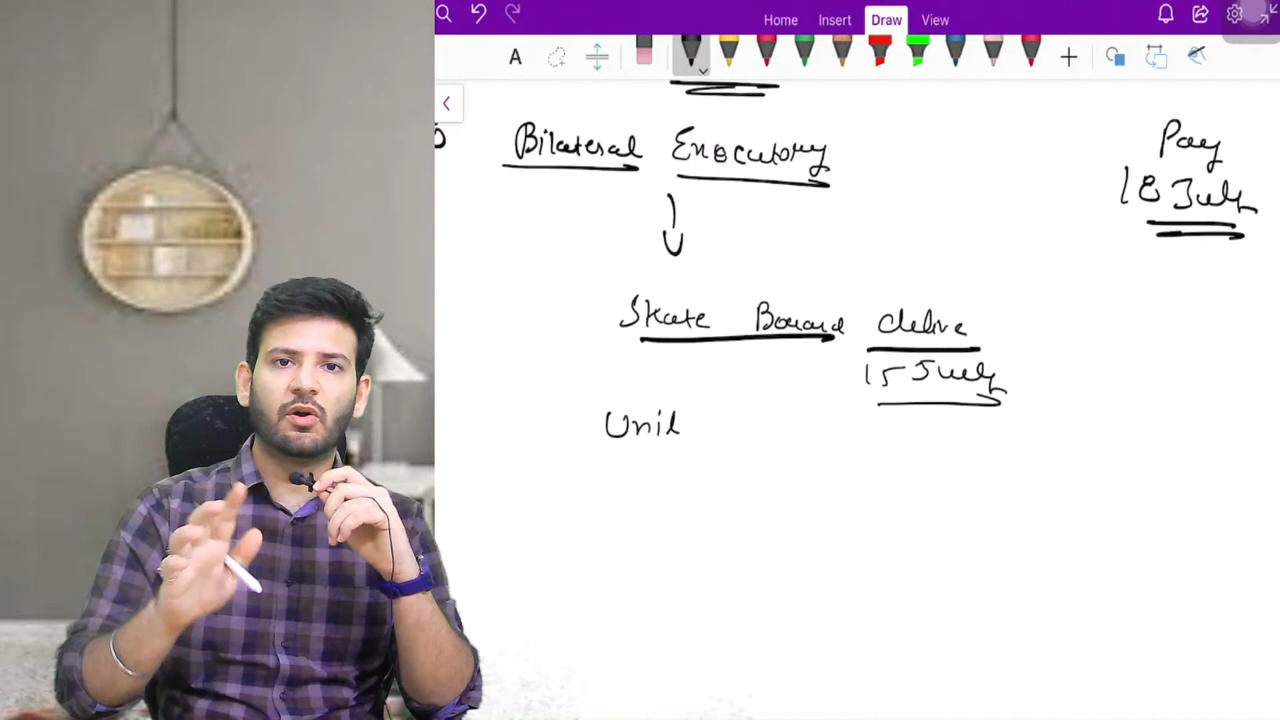 Home Insert Draw View
A
Bilateral Executory
Pay
18 July
Skate Board delive
15 July
Unil